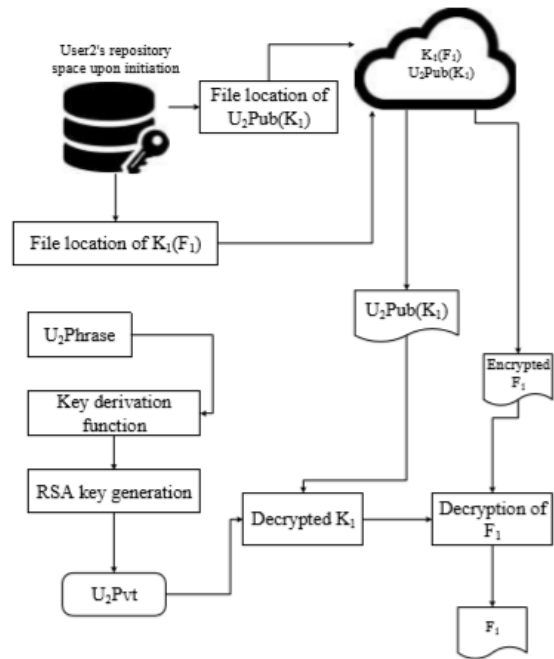 User2's repository
space upon initiation
File location of
U₂Pub(K₁)
K₁(F₁)
U₂Pub(K₁)
File location of K₁(F₁)
U₂Pub(K₁)
U₂Phrase
Encrypted
F₁
Key derivation
function
RSA key generation
Decrypted K₁
Decryption of
F₁
U₂Pvt
F₁